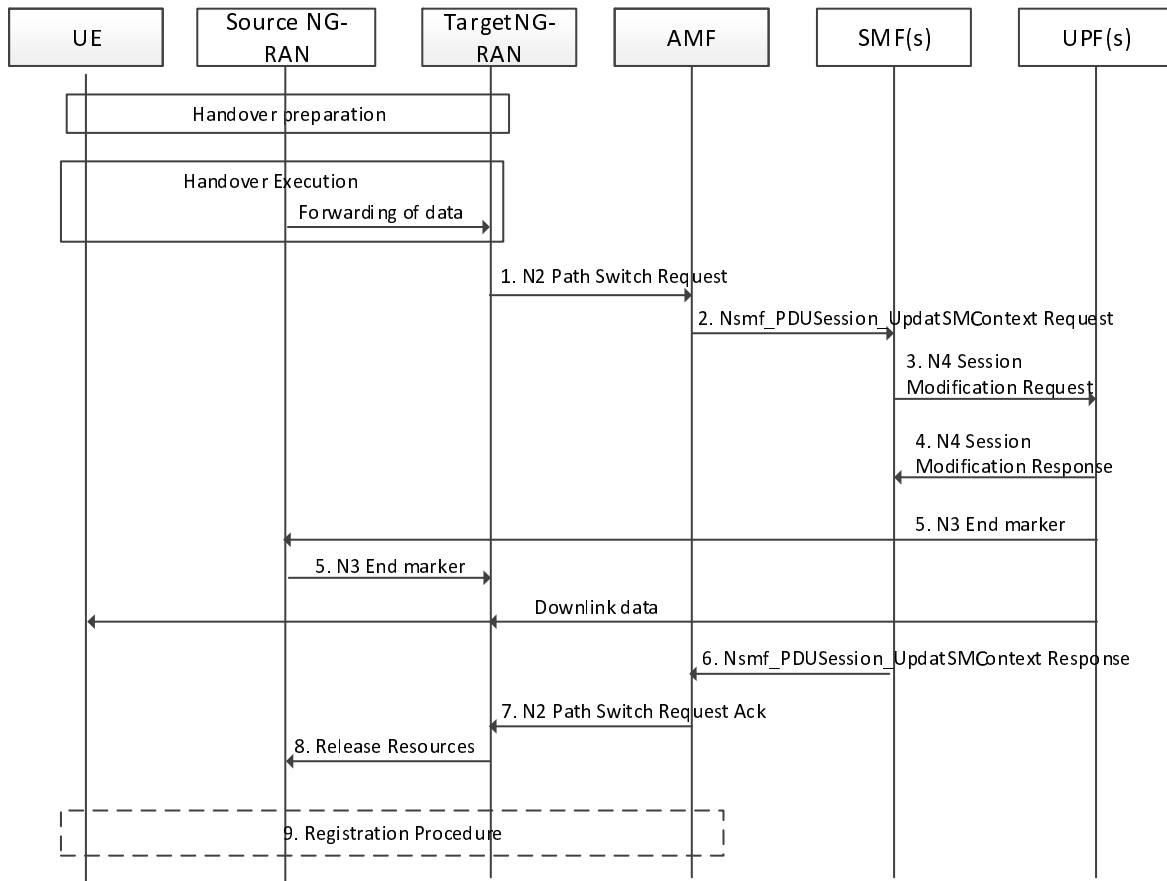 UE
Source NG-
RAN
TargetNG-
RAN
AMF
SMF(s)
UPF(s)
Handover preparation
Handover Execution
Forwarding of data
1. N2 Path Switch Request
2. Nsmf_PDUSession_UpdatSMContext Request
3. N4 Session
Modification Request
4. N4 Session
Modification Response
5. N3 End marker
5. N3 End marker
Downlink data
6. Nsmf_PDUSession_UpdatSMContext Response
7. N2 Path Switch Request Ack
8. Release Resources
9. Registration Procedure